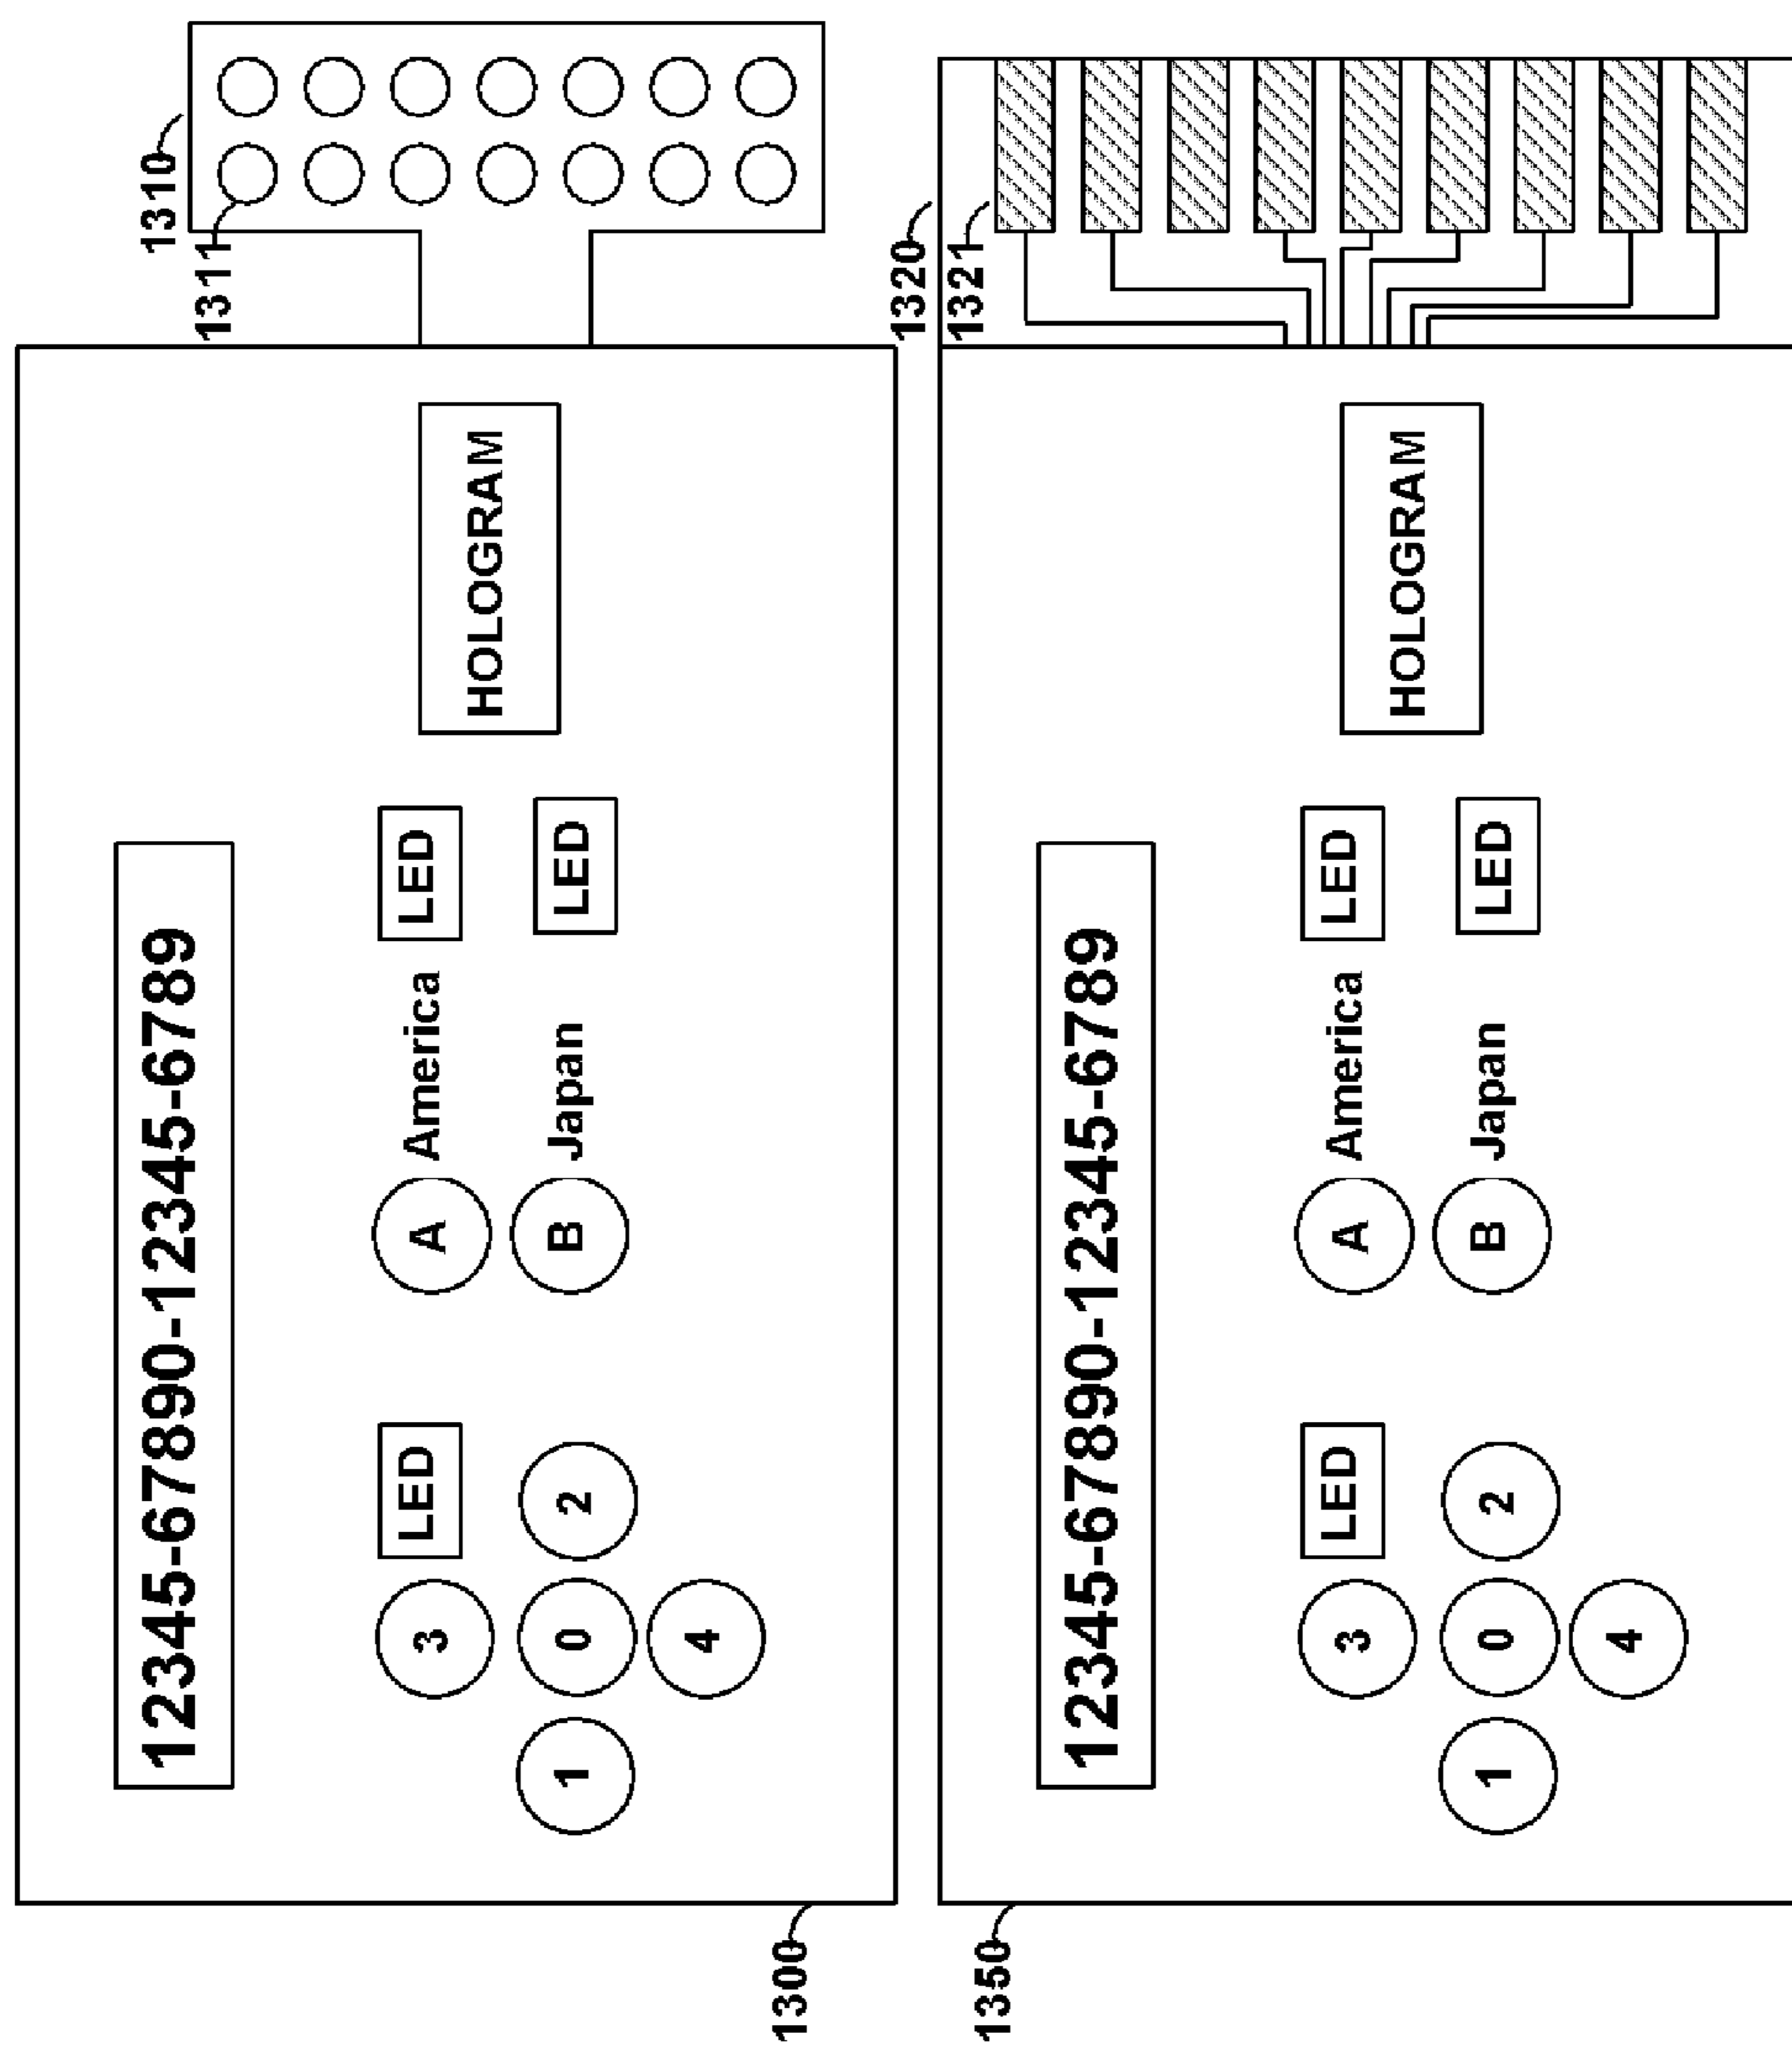 12345-67890-12345-6789
1310
1311
3 LED A America LED
HOLOGRAM
1 0 2 B Japan LED
4
1300
1320
1321
1350
12345-67890-12345-6789
3 LED A America LED
HOLOGRAM
1 0 2 B Japan LED
4